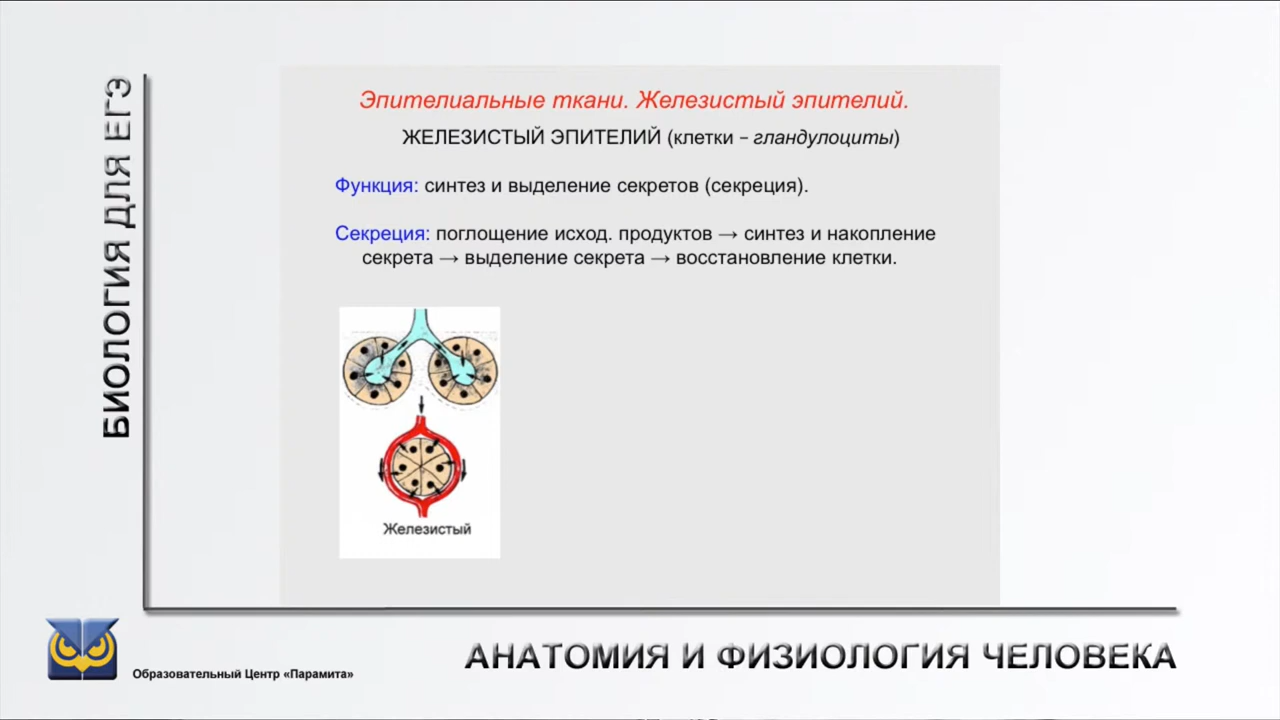 Эпителиальные ткани. Железистый эпителий.
ЖЕЛЕЗИСТЫЙ ЭПИТЕЛИЙ (клетки – гландулоциты)
Функция: синтез и выделение секретов (секреция).
Секреция: поглощение исход. продуктов → синтез и накопление
секрета → выделение секрета → восстановление клетки.
Железистый
БИОЛОГИЯ ДЛЯ ЕГЭ
Образовательный Центр «Парамита»
АНАТОМИЯ И ФИЗИОЛОГИЯ ЧЕЛОВЕКА